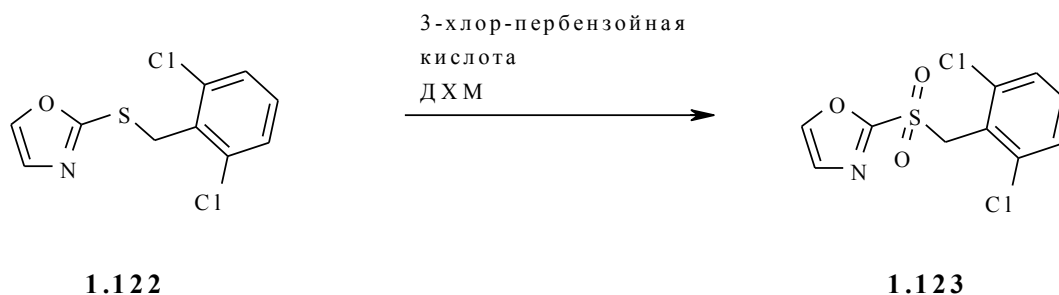 3-хлор-пербензойная
кислота
ДХМ
Cl
O
S
N
Cl
Cl
O
O
S
N
O
Cl
1.122
1.123